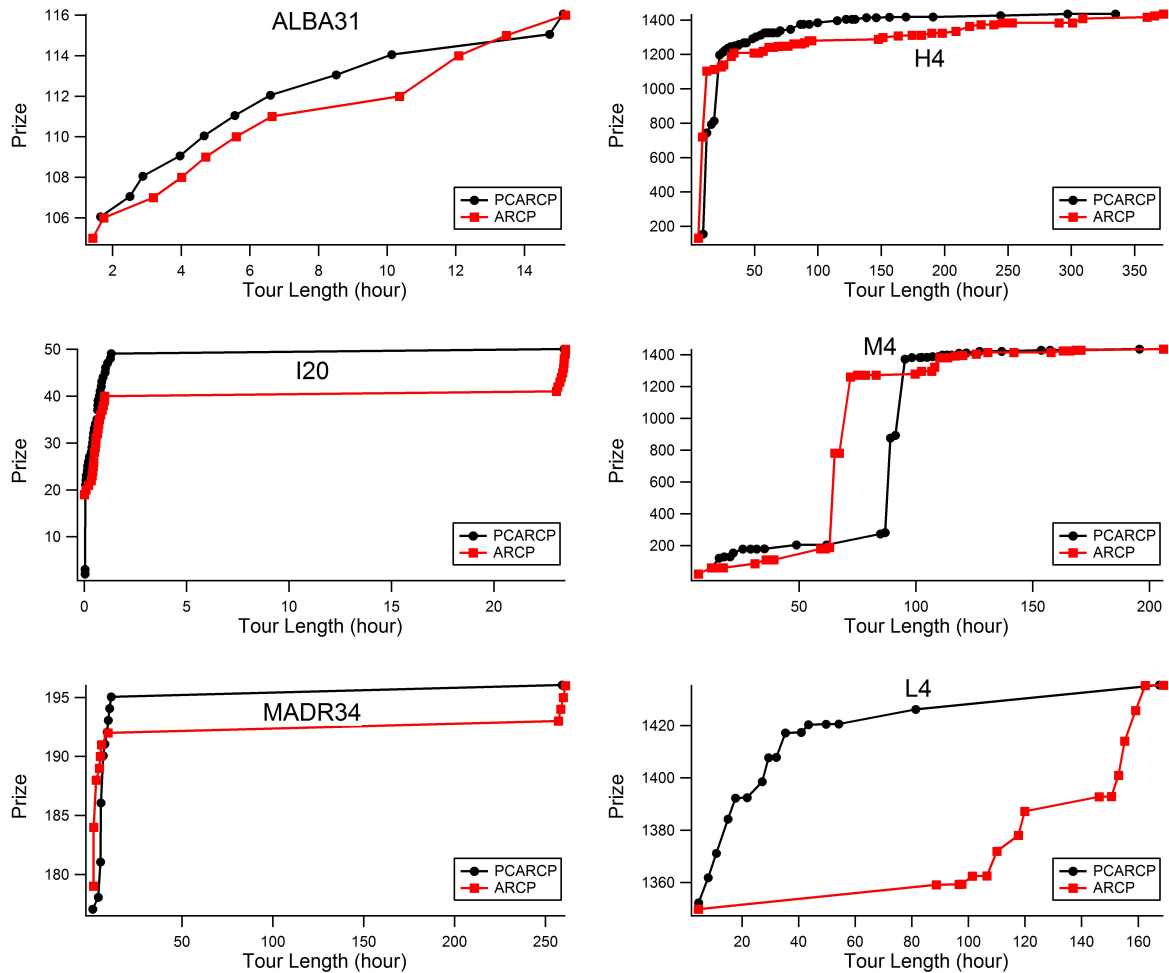 ALBA31
Prize
116
114
112
110
108
106
PCARCP
ARCP
2 4 6 8 10 12 14
Tour Length (hour)
H4
Prize
1400
1200
1000
800
600
400
200
PCARCP
ARCP
50 100 150 200 250 300 350
Tour Length (hour)
I20
Prize
50
40
30
20
10
PCARCP
ARCP
0 5 10 15 20
Tour Length (hour)
M4
Prize
1400
1200
1000
800
600
400
200
PCARCP
ARCP
50 100 150 200
Tour Length (hour)
MADR34
Prize
195
190
185
180
PCARCP
ARCP
50 100 150 200 250
Tour Length (hour)
L4
Prize
1420
1400
1380
1360
PCARCP
ARCP
20 40 60 80 100 120 140 160
Tour Length (hour)